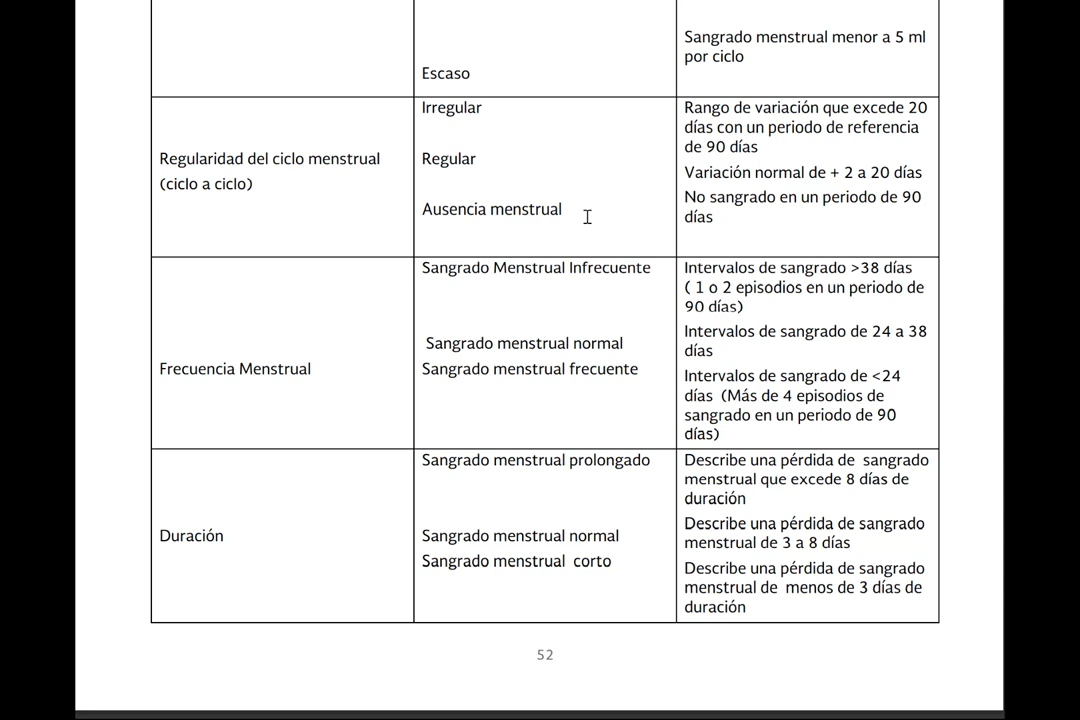 Escaso
Sangrado menstrual menor a 5 ml
por ciclo
Regularidad del ciclo menstrual
(ciclo a ciclo)
Irregular
Regular
Ausencia menstrual
Rango de variación que excede 20
días con un periodo de referencia
de 90 días
Variación normal de + 2 a 20 días
No sangrado en un periodo de 90
días
Frecuencia Menstrual
Sangrado Menstrual Infrecuente
Sangrado menstrual normal
Sangrado menstrual frecuente
Intervalos de sangrado >38 días
( 1 o 2 episodios en un periodo de
90 días)
Intervalos de sangrado de 24 a 38
días
Intervalos de sangrado de <24
días (Más de 4 episodios de
sangrado en un periodo de 90
días)
Duración
Sangrado menstrual prolongado
Sangrado menstrual normal
Sangrado menstrual corto
Describe una pérdida de sangrado
menstrual que excede 8 días de
duración
Describe una pérdida de sangrado
menstrual de 3 a 8 días
Describe una pérdida de sangrado
menstrual de menos de 3 días de
duración
52